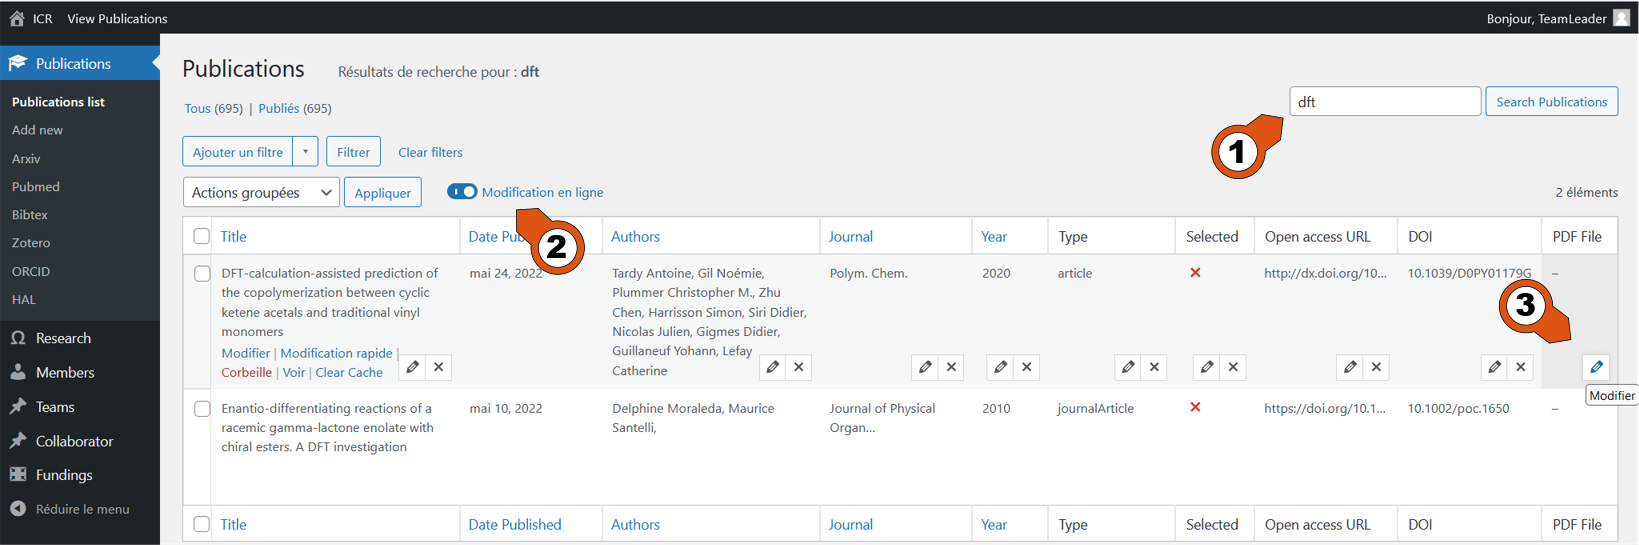 ICR View Publications Bonjour, TeamLeader
Publications
Publications list
Add new
Arxiv
Pubmed
Bibtex
Zotero
ORCID
HAL
Research
Members
Teams
Collaborator
Fundings
Réduire le menu
Publications Résultats de recherche pour : dft
Tous (695) | Publiés (695)
dft Search Publications
1
Ajouter un filtre Filtrer Clear filters
Actions groupées Appliquer Modification en ligne 2 éléments
2
Title Date Pub Authors Journal Year Type Selected Open access URL DOI PDF File
DFT-calculation-assisted prediction of
the copolymerization between cyclic
ketene acetals and traditional vinyl
monomers
Modifier | Modification rapide |
Corbeille | Voir | Clear Cache
mai 24, 2022
Tardy Antoine, Gil Noémie,
Plummer Christopher M., Zhu
Chen, Harrisson Simon, Siri Didier,
Nicolas Julien, Gigmes Didier,
Guillaneuf Yohann, Lefay
Catherine
Polym. Chem.
2020
article
http://dx.doi.org/10...
10.1039/D0PY01179G
–
3
Modifier
Enantio-differentiating reactions of a
racemic gamma-lactone enolate with
chiral esters. A DFT investigation
mai 10, 2022
Delphine Moraleda, Maurice
Santelli,
Journal of Physical
Organ...
2010
journalArticle
https://doi.org/10.1...
10.1002/poc.1650
–
Title Date Published Authors Journal Year Type Selected Open access URL DOI PDF File